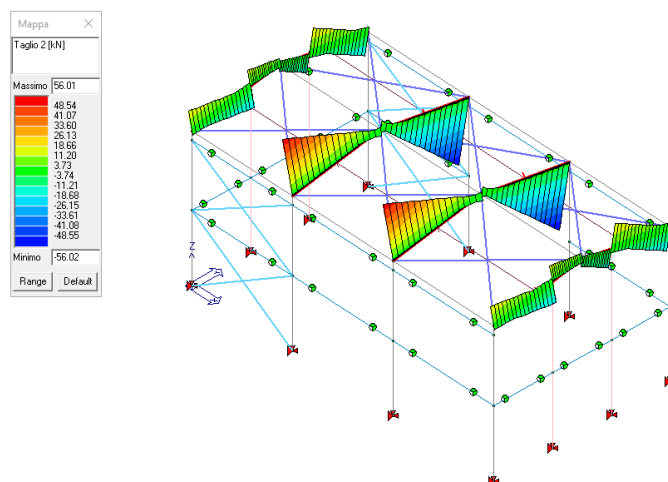 Mappa
Taglio 2 [kN]
Massimo 56.01
48.54
41.07
33.60
26.13
18.66
11.20
3.73
-3.74
-11.21
-18.68
-26.15
-33.61
-41.08
-48.55
Minimo -56.02
Range Default
Z